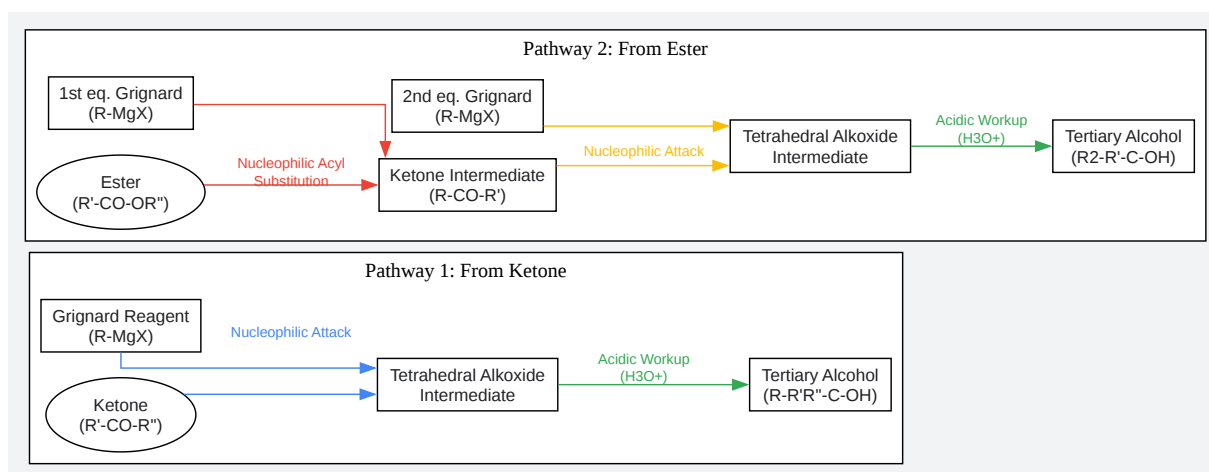 Pathway 2: From Ester
1st eq. Grignard
(R-MgX)
2nd eq. Grignard
(R-MgX)
Nucleophilic Acyl
Substitution
Ester
(R'-CO-OR")
Ketone Intermediate
(R-CO-R')
Nucleophilic Attack
Tetrahedral Alkoxide
Intermediate
Acidic Workup
(H3O+)
Tertiary Alcohol
(R2-R'-C-OH)
Pathway 1: From Ketone
Grignard Reagent
(R-MgX)
Nucleophilic Attack
Ketone
(R'-CO-R")
Tetrahedral Alkoxide
Intermediate
Acidic Workup
(H3O+)
Tertiary Alcohol
(R-R'R"-C-OH)